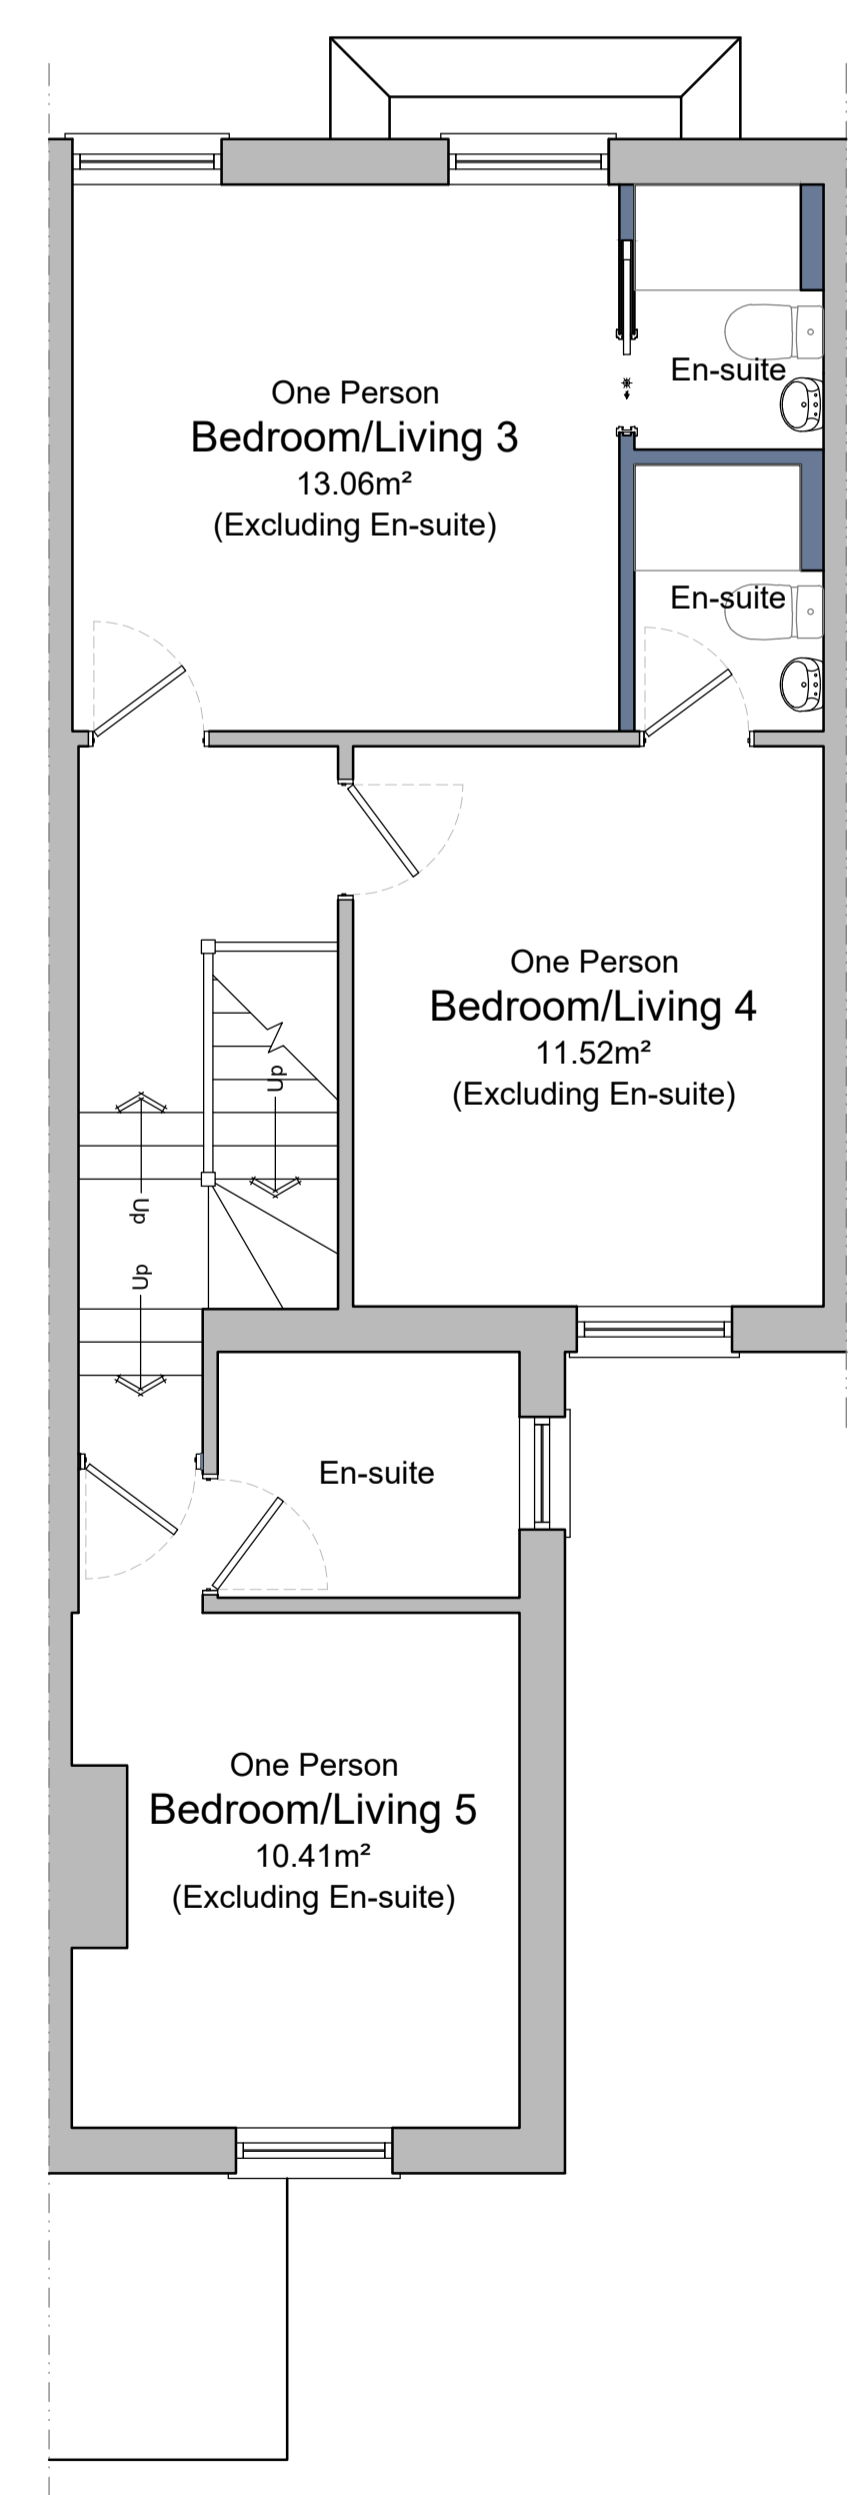 One Person
Bedroom/Living 3
13.06m²
(Excluding En-suite)
En-suite
En-suite
One Person
Bedroom/Living 4
11.52m²
(Excluding En-suite)
Up
Up
Up
En-suite
One Person
Bedroom/Living 5
10.41m²
(Excluding En-suite)